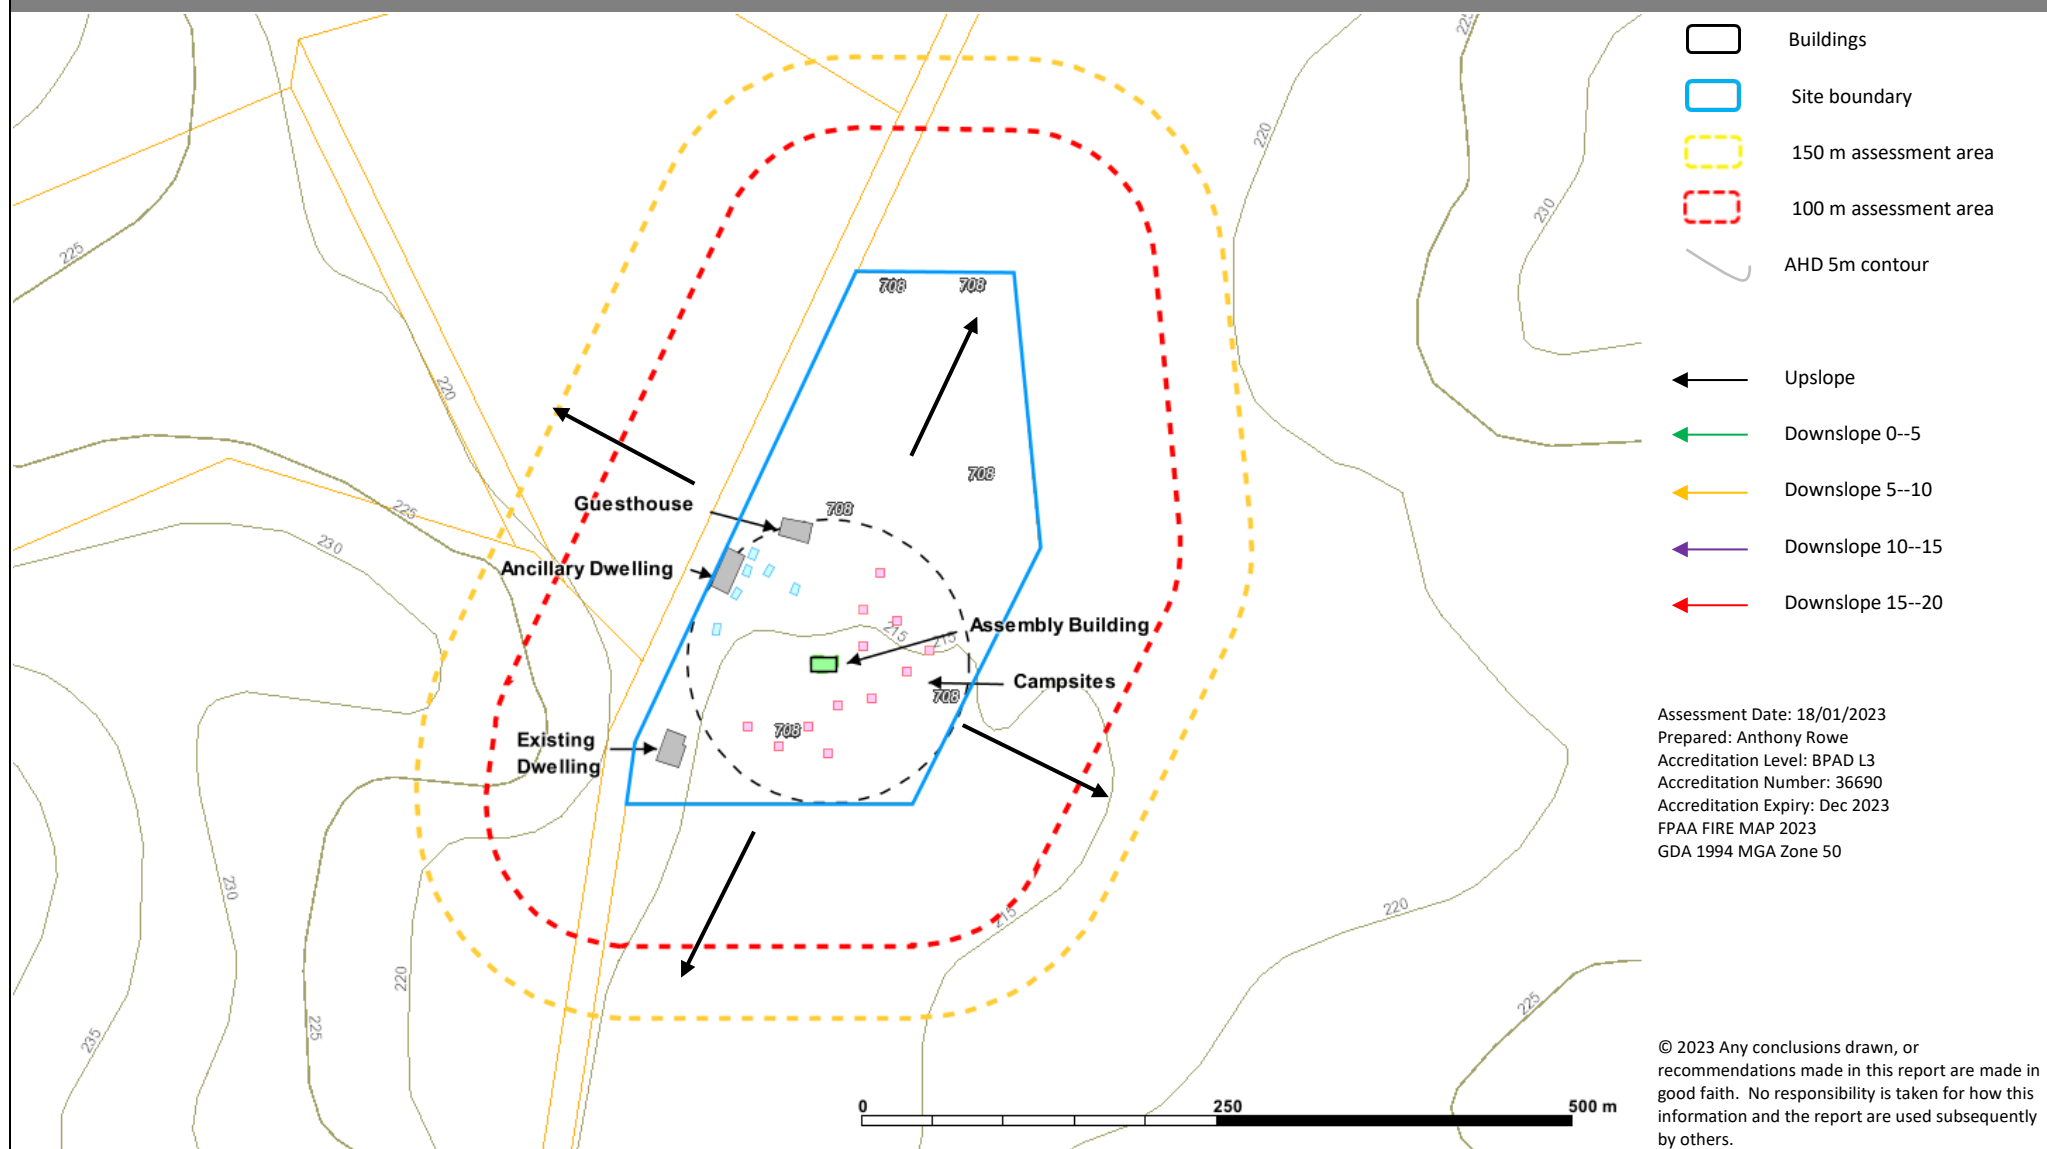 225
220
230
225
220
225
230
230
235
225
220
215
215
215
220
225
708
708
708
708
708
708
Guesthouse
Ancillary Dwelling
Assembly Building
Campsites
Existing
Dwelling
0
250
500 m
Buildings
Site boundary
150 m assessment area
100 m assessment area
AHD 5m contour
Upslope
Downslope 0--5
Downslope 5--10
Downslope 10--15
Downslope 15--20
Assessment Date: 18/01/2023
Prepared: Anthony Rowe
Accreditation Level: BPAD L3
Accreditation Number: 36690
Accreditation Expiry: Dec 2023
FPAA FIRE MAP 2023
GDA 1994 MGA Zone 50
© 2023 Any conclusions drawn, or
recommendations made in this report are made in
good faith. No responsibility is taken for how this
information and the report are used subsequently
by others.